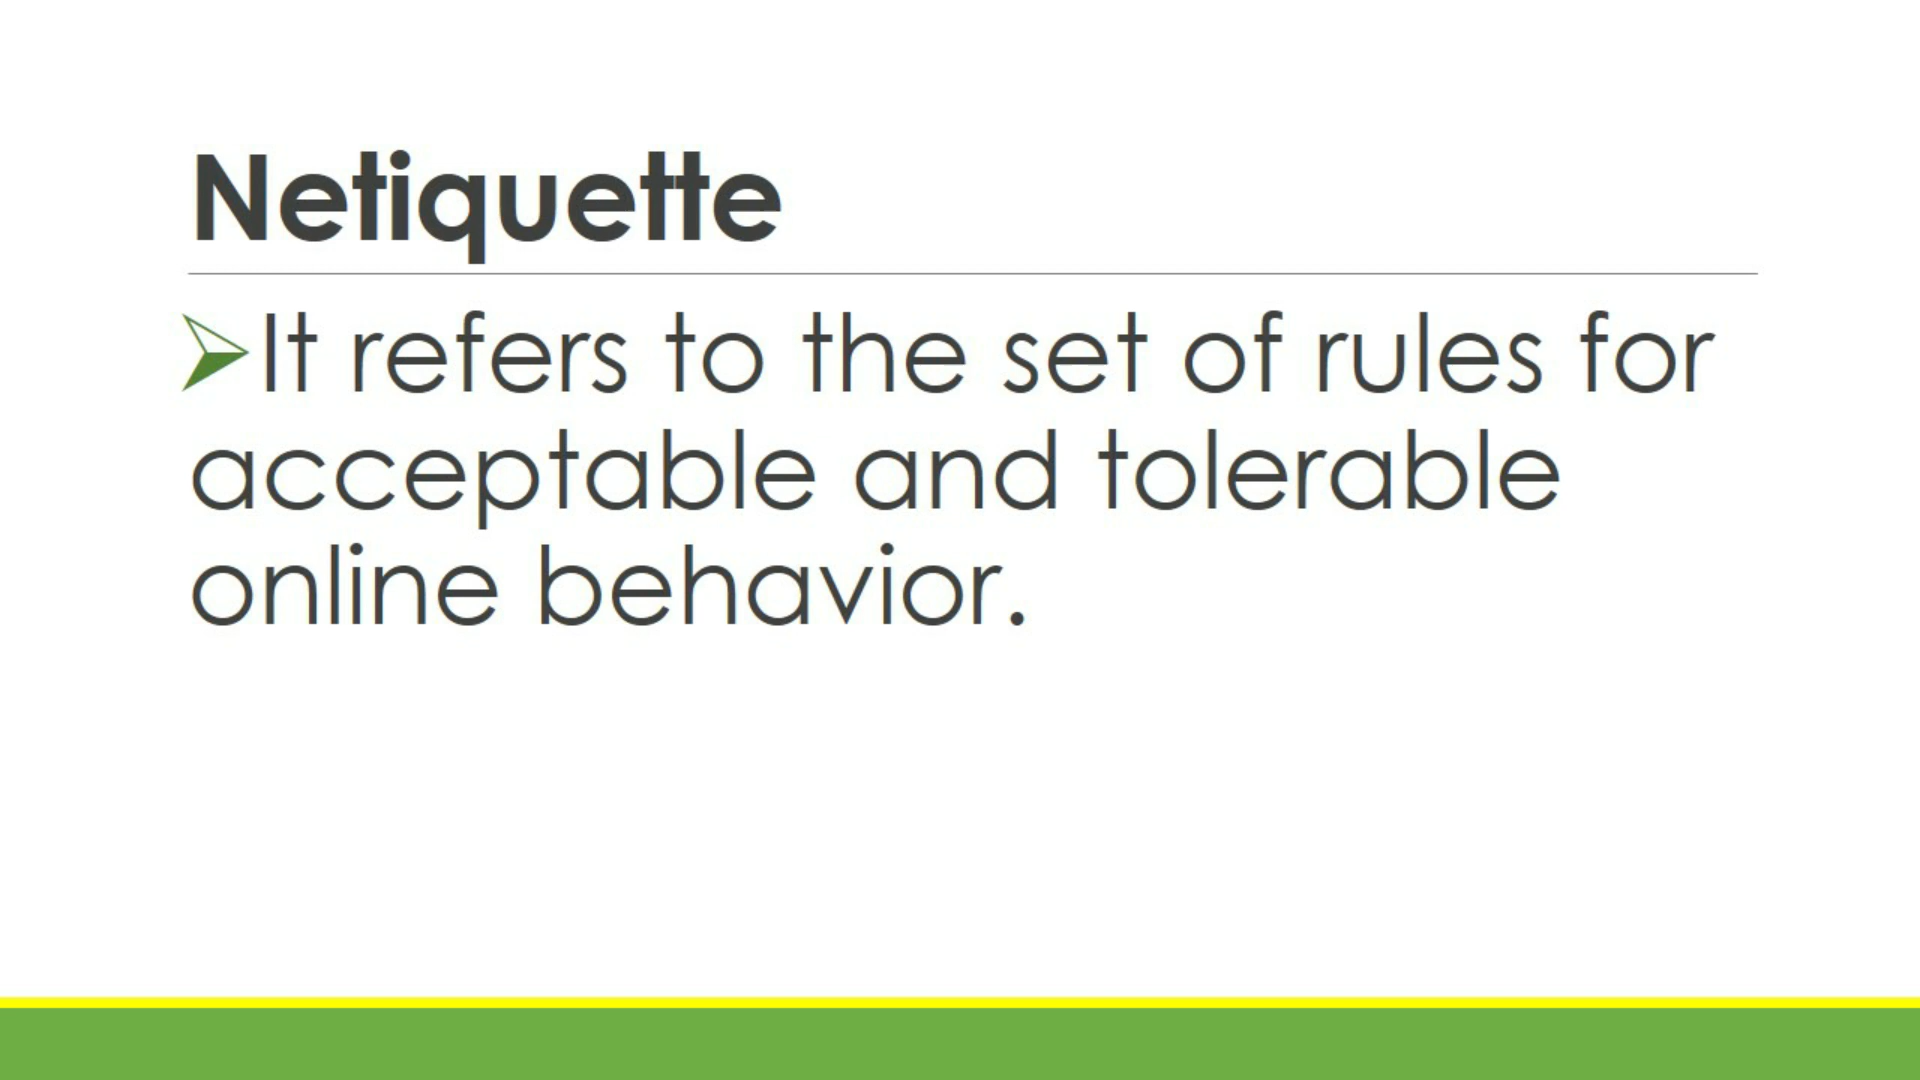 Netiquette
➢It refers to the set of rules for
acceptable and tolerable
online behavior.